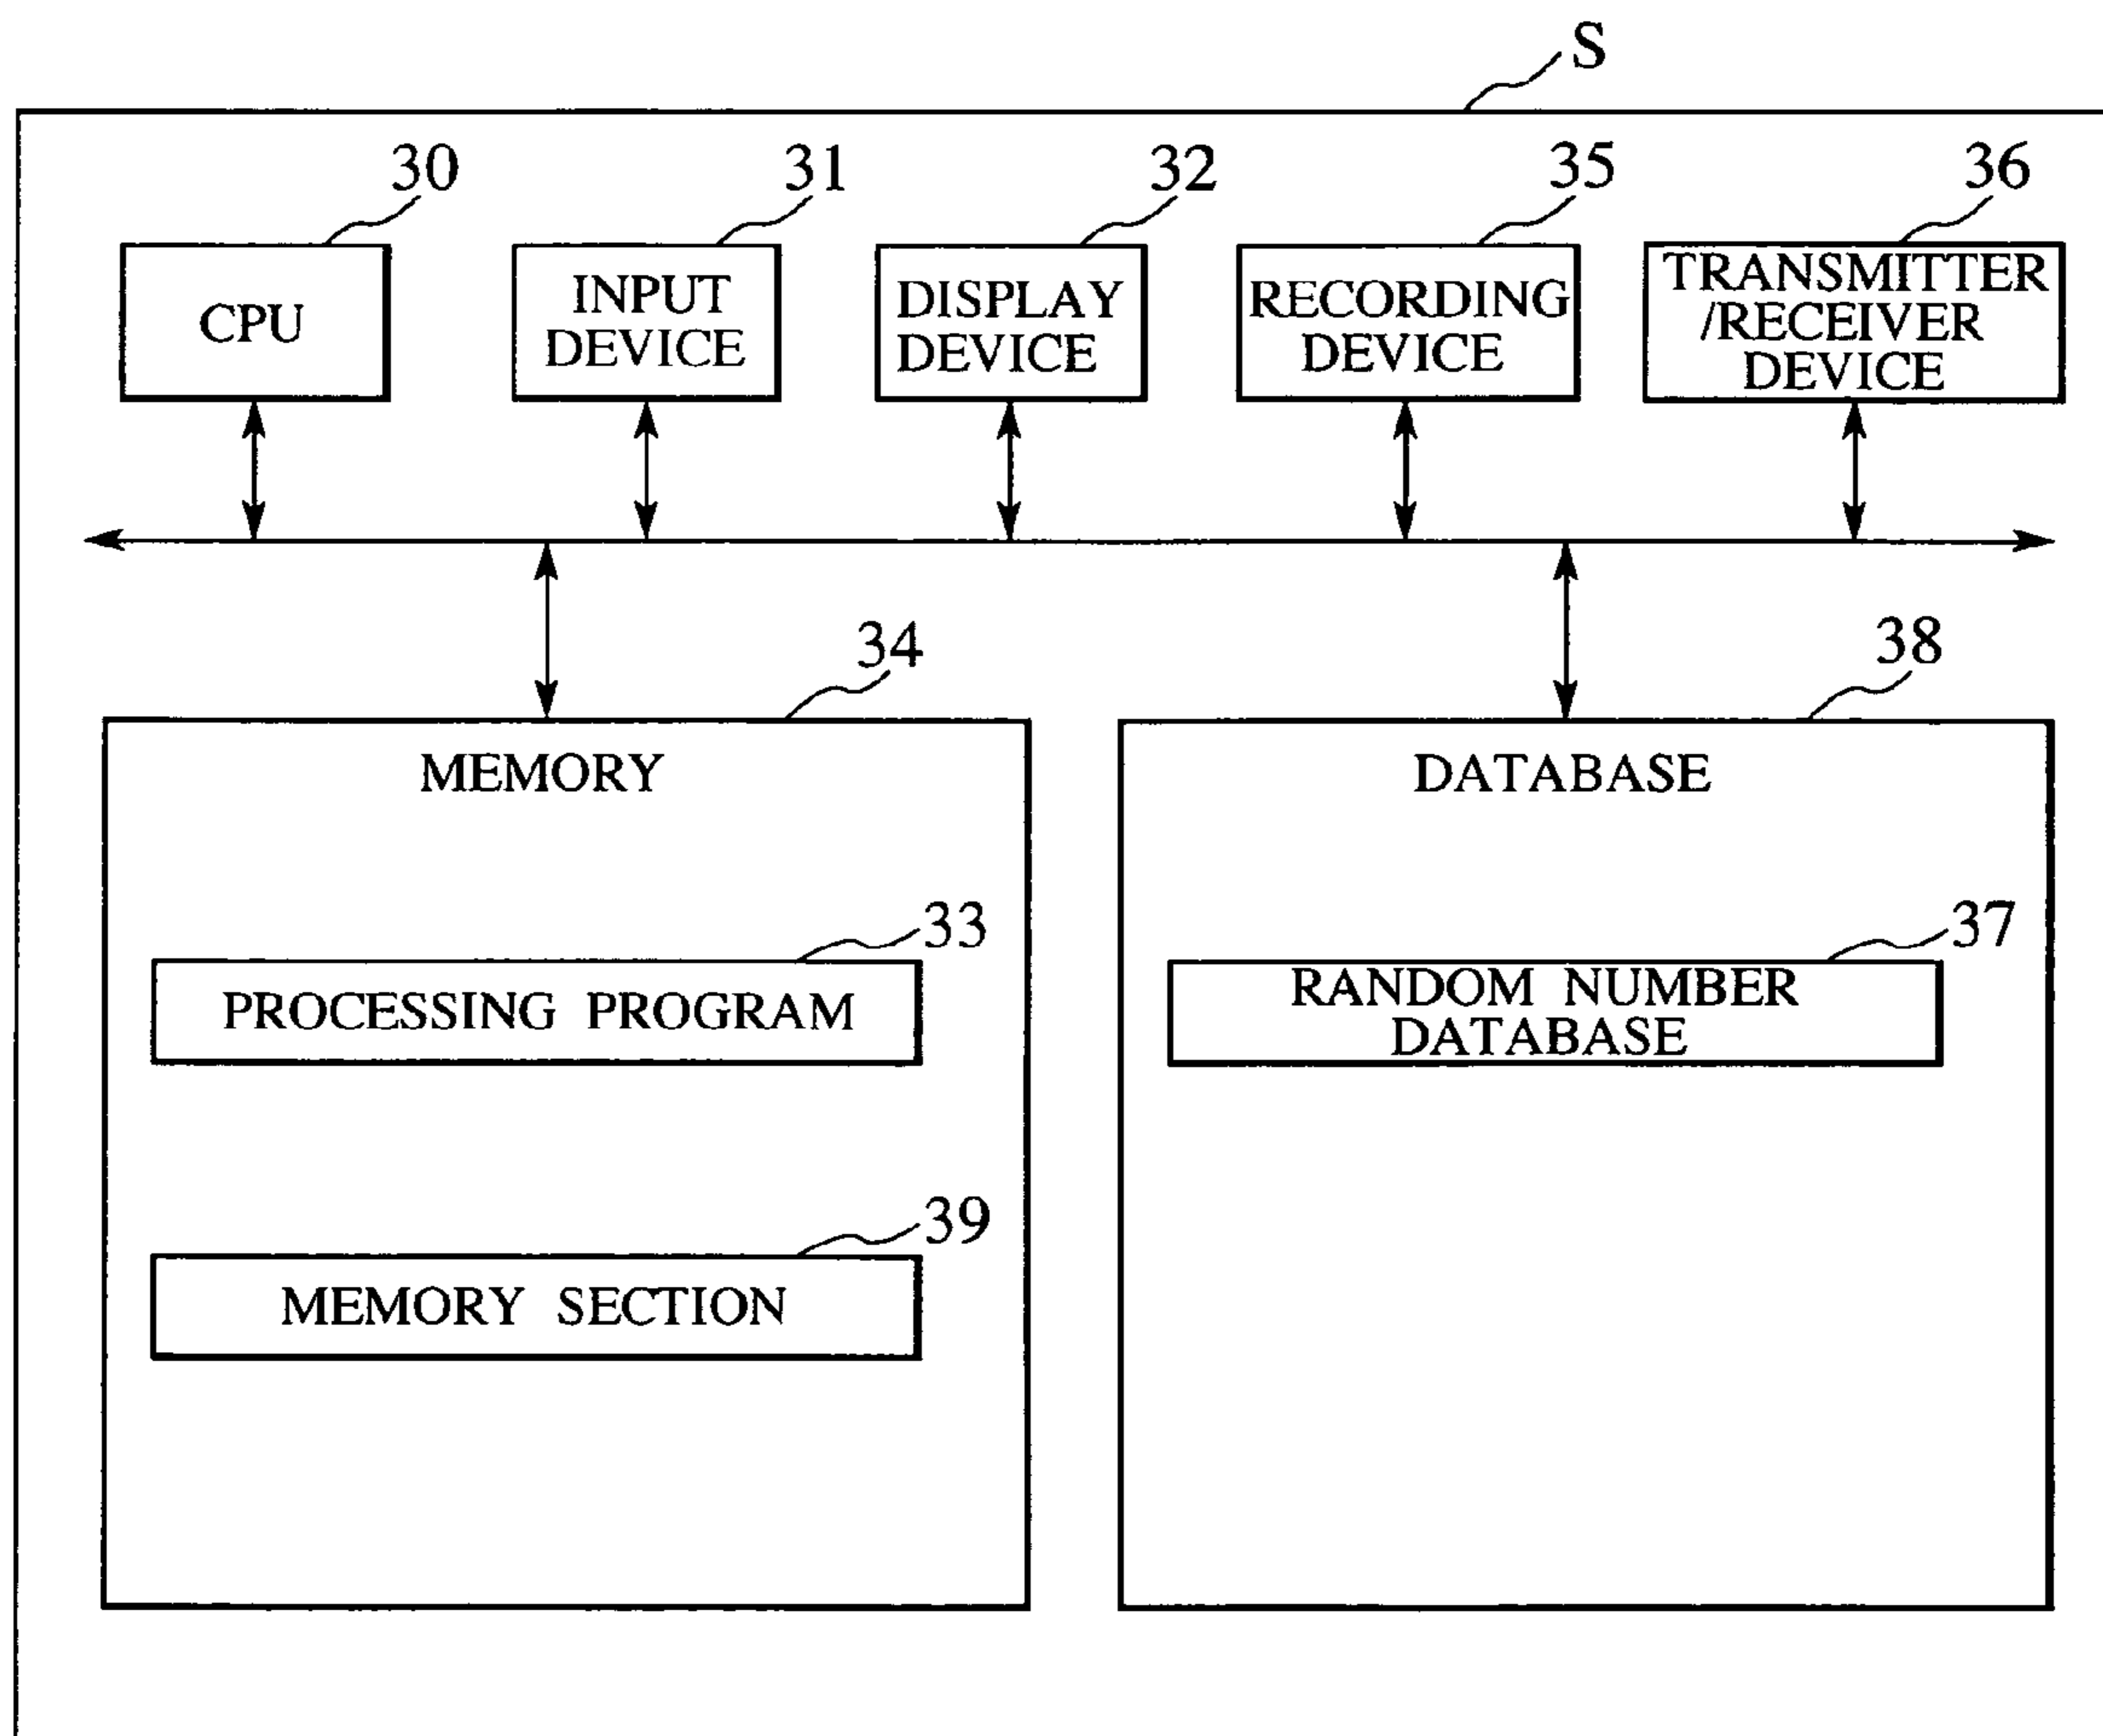 S
30
31
32
35
36
CPU
INPUT
DEVICE
DISPLAY
DEVICE
RECORDING
DEVICE
TRANSMITTER
/RECEIVER
DEVICE
34
38
MEMORY
DATABASE
33
PROCESSING PROGRAM
37
RANDOM NUMBER
DATABASE
39
MEMORY SECTION